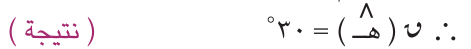 ∴ ن ( هـ^ ) = ٣٠° ( نتيجة )